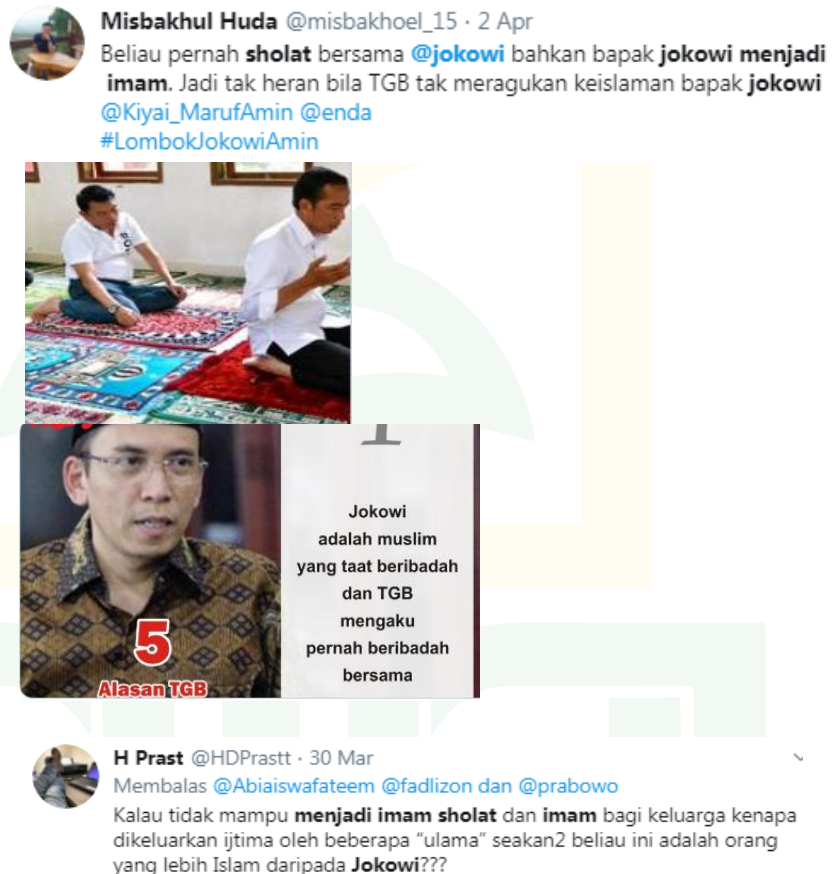 Misbakhul Huda @misbakhoel_15 · 2 Apr
Beliau pernah sholat bersama @jokowi bahkan bapak jokowi menjadi
imam. Jadi tak heran bila TGB tak meragukan keislaman bapak jokowi
@Kiyai_MarufAmin @enda
#LombokJokowiAmin
Jokowi
adalah muslim
yang taat beribadah
dan TGB
mengaku
pernah beribadah
bersama
5
Alasan TGB
H Prast @HDPrastt · 30 Mar
Membalas @Abiaiswafateem @fadlizon dan @prabowo
Kalau tidak mampu menjadi imam sholat dan imam bagi keluarga kenapa
dikeluarkan ijtima oleh beberapa “ulama” seakan2 beliau ini adalah orang
yang lebih Islam daripada Jokowi???